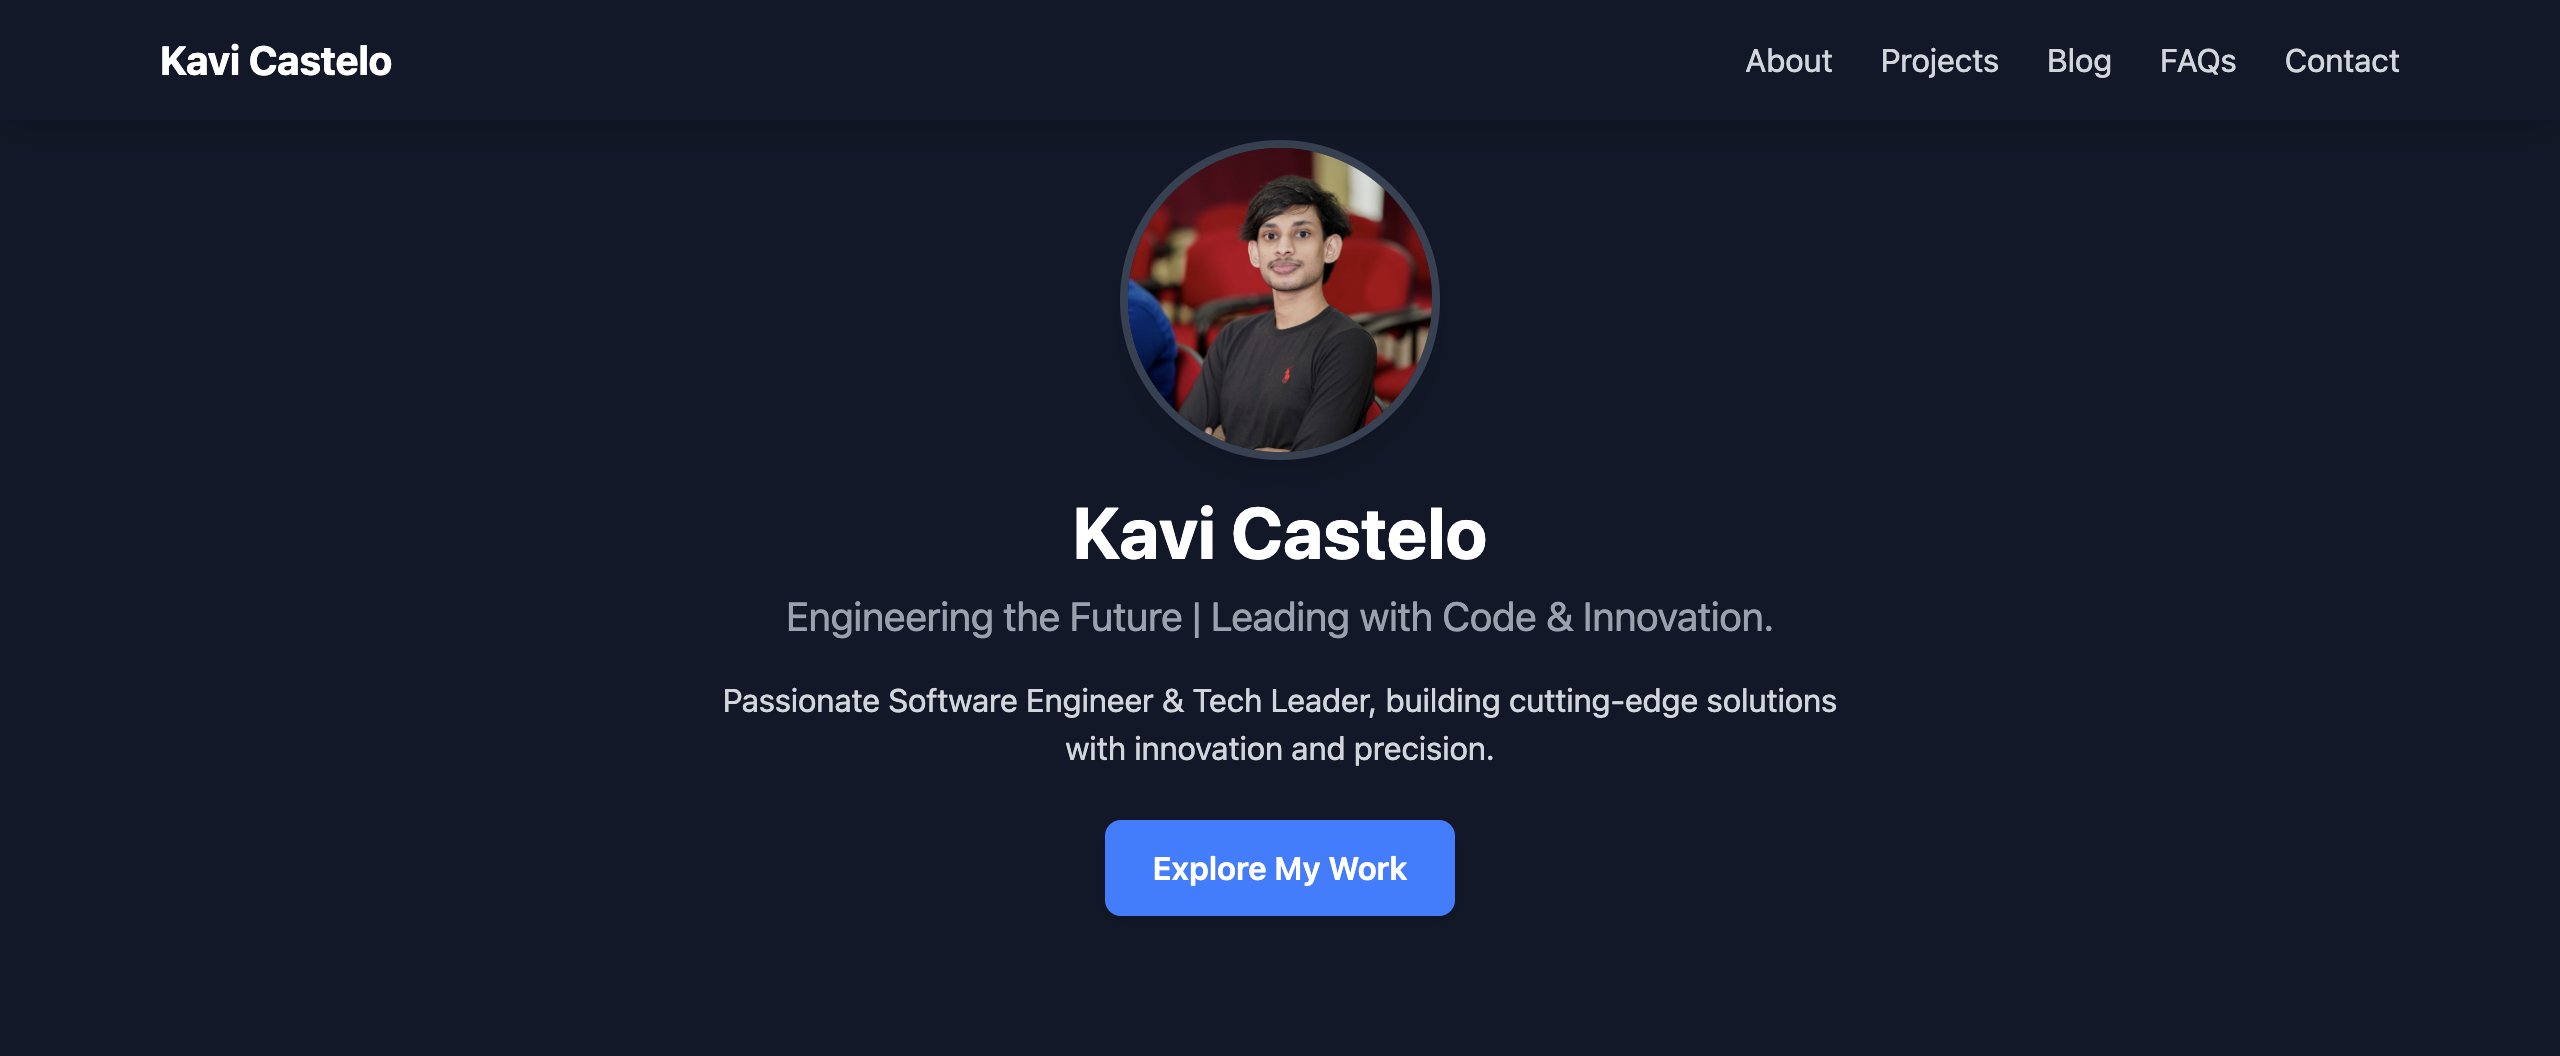 Kavi Castelo
About Projects Blog FAQs Contact
Kavi Castelo
Engineering the Future | Leading with Code & Innovation.
Passionate Software Engineer & Tech Leader, building cutting-edge solutions
with innovation and precision.
Explore My Work